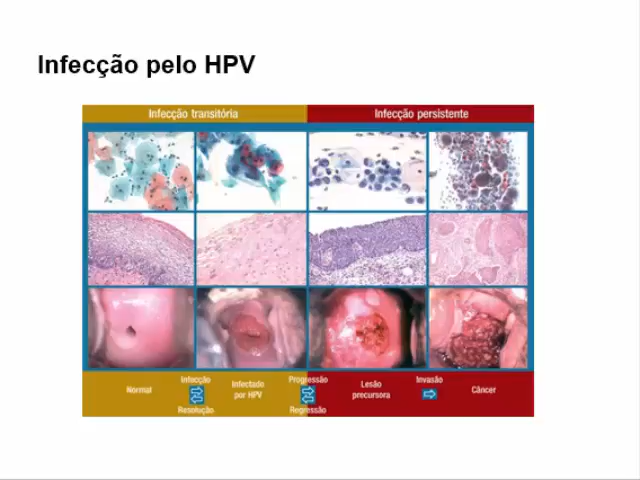 Infecção pelo HPV
Infecção transitória
Infecção persistente
Normal
Infecção
Resolução
Infectado
por HPV
Progressão
Regressão
Lesão
precursora
Invasão
Câncer